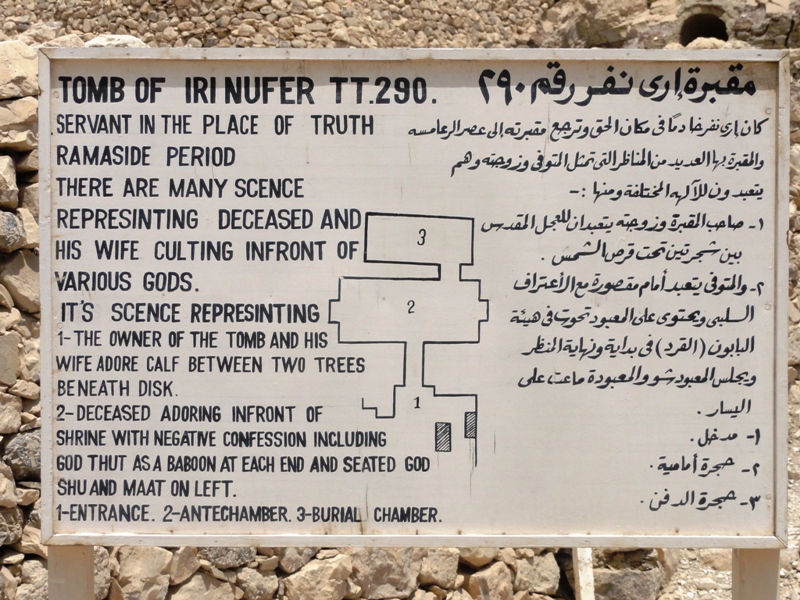 TOMB OF IRI NUFER TT.290.
SERVANT IN THE PLACE OF TRUTH
RAMASIDE PERIOD
THERE ARE MANY SCENCE
REPRESINTING DECEASED AND
HIS WIFE CULTING INFRONT OF
VARIOUS GODS.
IT'S SCENCE REPRESINTING
1-THE OWNER OF THE TOMB AND HIS
WIFE ADORE CALF BETWEEN TWO TREES
BENEATH DISK.
2-DECEASED ADORING INFRONT OF
SHRINE WITH NEGATIVE CONFESSION INCLUDING
GOD THUT AS A BABOON AT EACH END AND SEATED GOD
SHU AND MAAT ON LEFT.
1-ENTRANCE. 2-ANTECHAMBER. 3-BURIAL CHAMBER.
3
2
1
مقبرة إرى نفر رقم ٢٩٠
كان إرى نفر خادمًا فى مكان الحق وترجع مقبرته إلى عصر الرعامسه
والمقبرة بها العديد من المناظر التى تمثل المتوفى وزوجته وهم
يتعبدون للآلهه المختلفة ومنها :-
١- صاحب المقبرة وزوجته يتعبدان للعجل المقدس
بين شجرتين تحت قرص الشمس .
٢- والمتوفى يتعبد أمام مقصورة مع الأعتراف
السلبى ويحتوى على المعبود تحوت فى هيئة
البابون (القرد) فى بداية ونهاية المنظر
ويجلس المعبود شو والمعبودة ماعت على
اليسار .
١- مدخل .
٢- حجرة أمامية .
٣- حجرة الدفن .